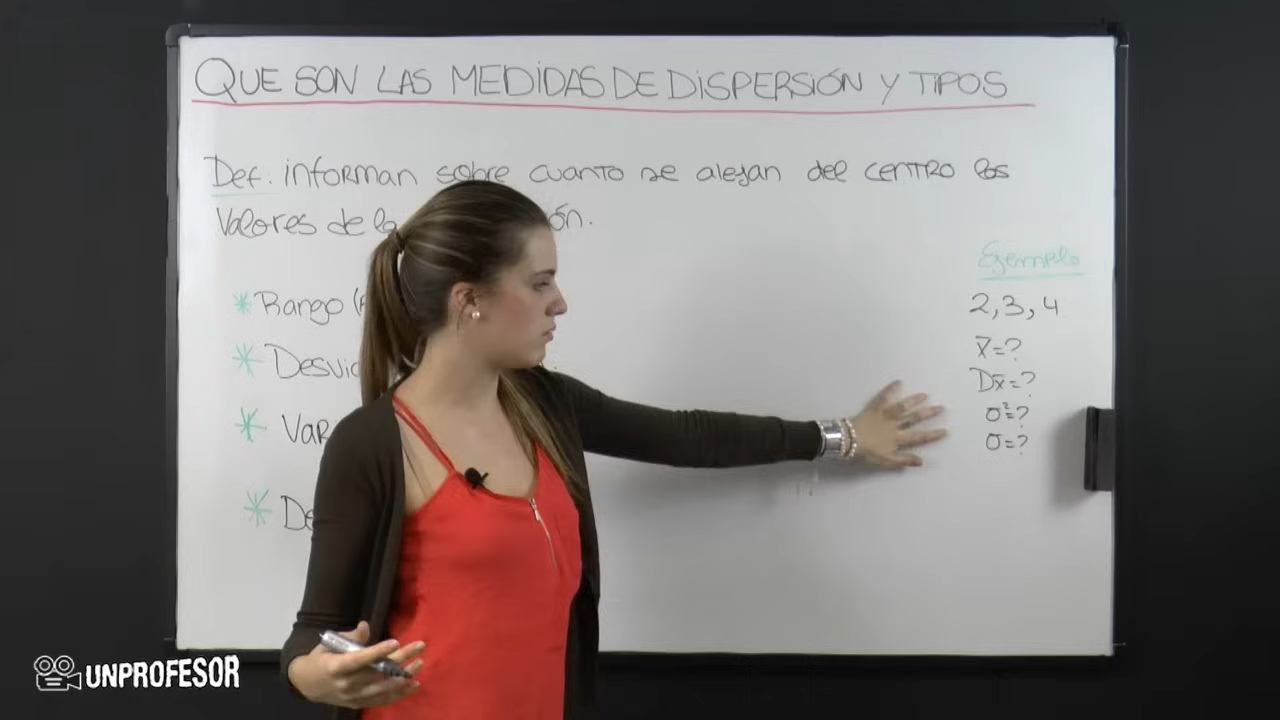 QUE SON LAS MEDIDAS DE DISPERSIÓN Y TIPOS
Def: informan sobre cuanto se alejan del centro los
Valores de la ón.
* Rango (
* Desvi
* Var
* De
Ejemplo
2, 3, 4
x̄=?
Dx̄=?
σ²=?
σ=?
UNPROFESOR